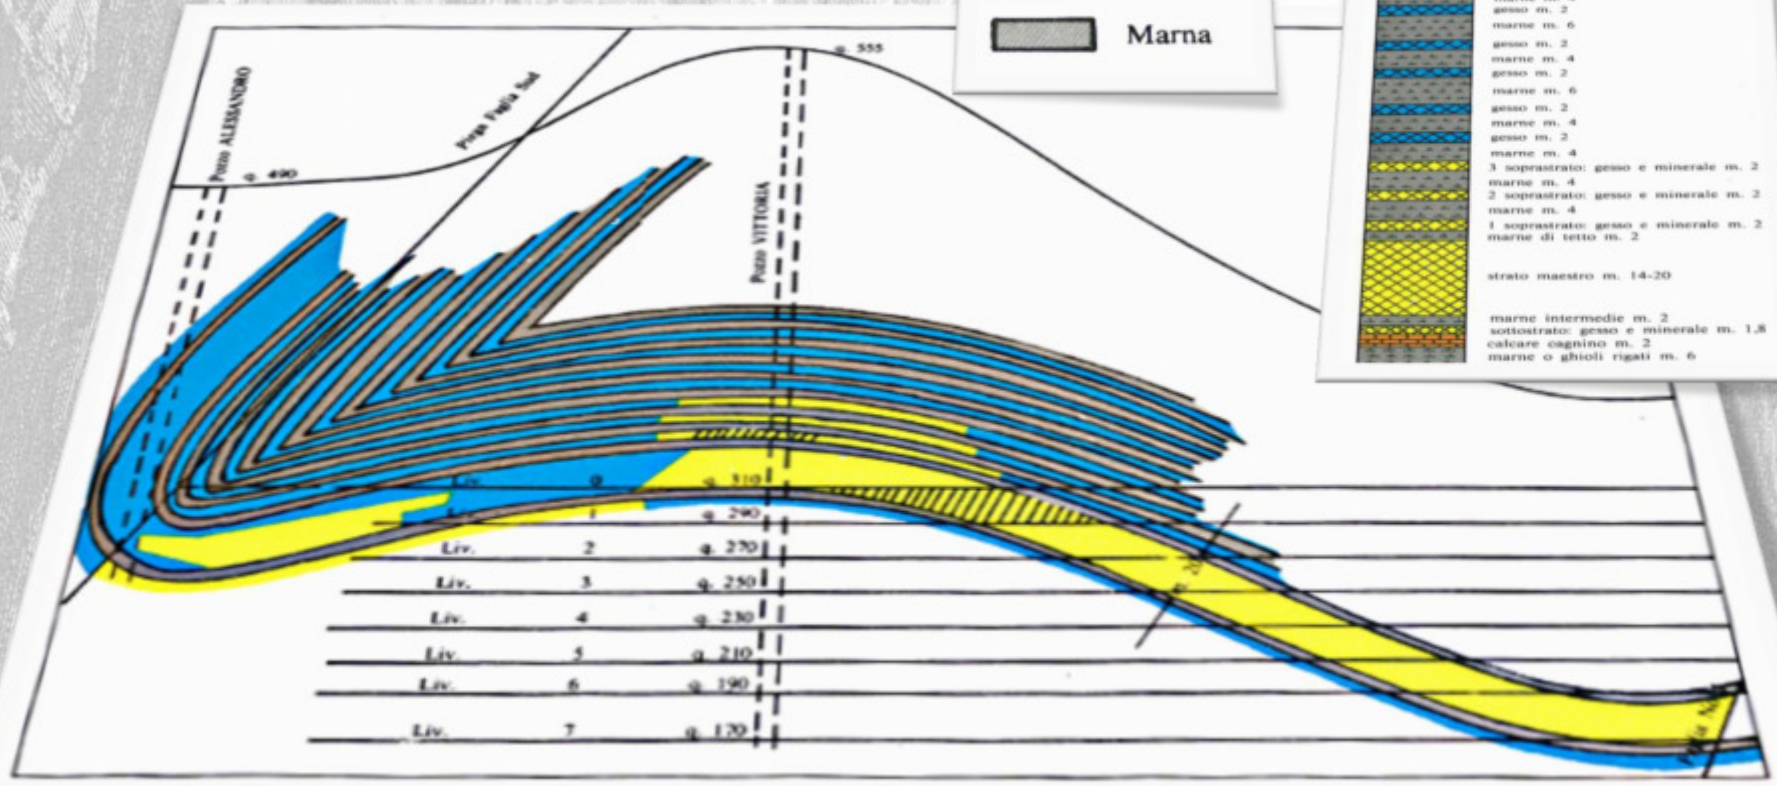 Marna
marne m. 4
gesso m. 2
marne m. 6
gesso m. 2
marne m. 4
gesso m. 2
marne m. 6
gesso m. 2
marne m. 4
gesso m. 2
marne m. 4
3 soprastrato: gesso e minerale m. 2
marne m. 4
2 soprastrato: gesso e minerale m. 2
marne m. 4
1 soprastrato: gesso e minerale m. 2
marne di tetto m. 2
strato maestro m. 14-20
marne intermedie m. 2
sottostrato: gesso e minerale m. 1,8
calcare cagnino m. 2
marne o ghioli rigati m. 6
Pozzo ALESSANDRO
q. 490
Piega Faglia Sud
q. 555
Pozzo VITTORIA
Liv. 0 q. 310
Liv. 1 q. 290
Liv. 2 q. 270
Liv. 3 q. 250
Liv. 4 q. 230
Liv. 5 q. 210
Liv. 6 q. 190
Liv. 7 q. 170
m. 20